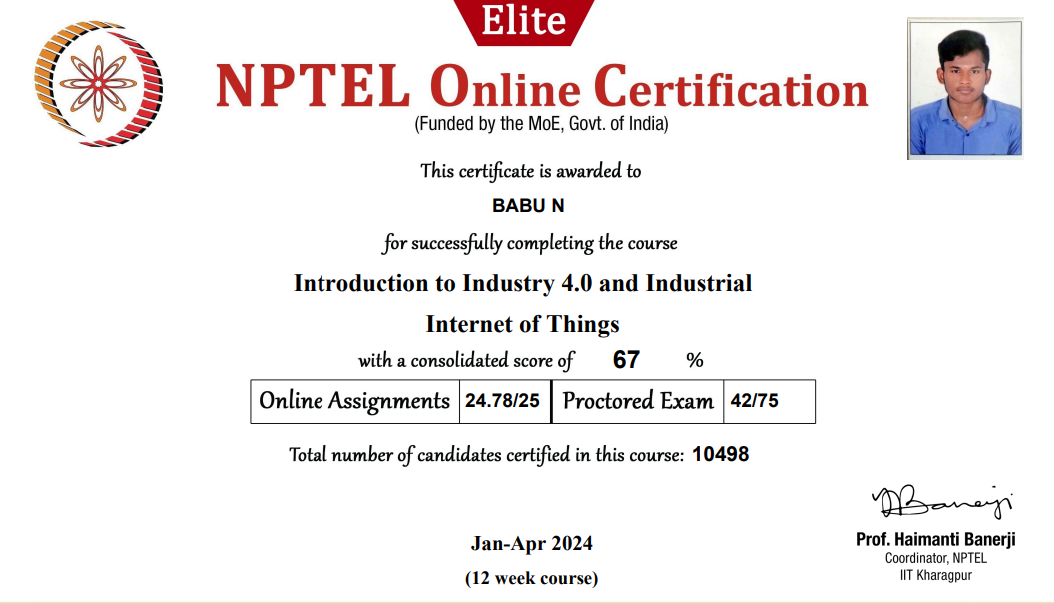 Elite
NPTEL Online Certification
(Funded by the MoE, Govt. of India)
This certificate is awarded to
BABU N
for successfully completing the course
Introduction to Industry 4.0 and Industrial
Internet of Things
with a consolidated score of 67 %
Online Assignments 24.78/25 Proctored Exam 42/75
Total number of candidates certified in this course: 10498
Banerji
Prof. Haimanti Banerji
Coordinator, NPTEL
IIT Kharagpur
Jan-Apr 2024
(12 week course)